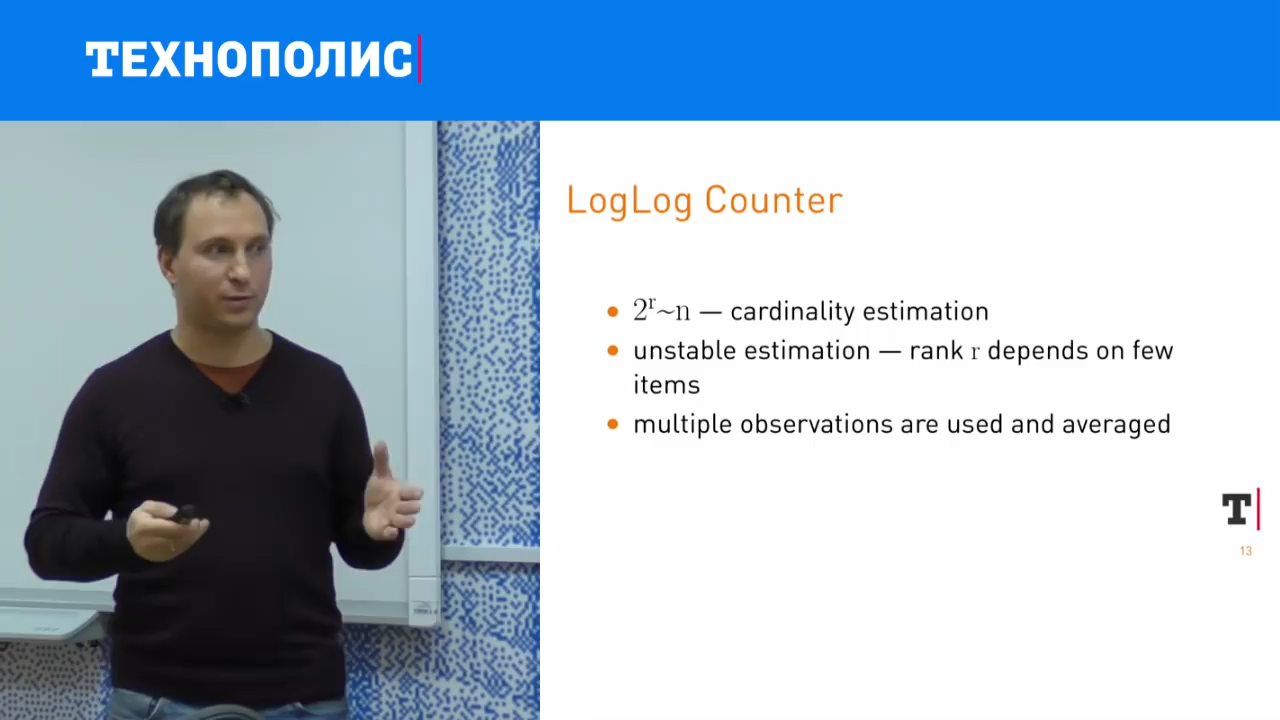 ТЕХНОПОЛИС
LogLog Counter
• 2ʳ~n — cardinality estimation
• unstable estimation — rank r depends on few
items
• multiple observations are used and averaged
T
13